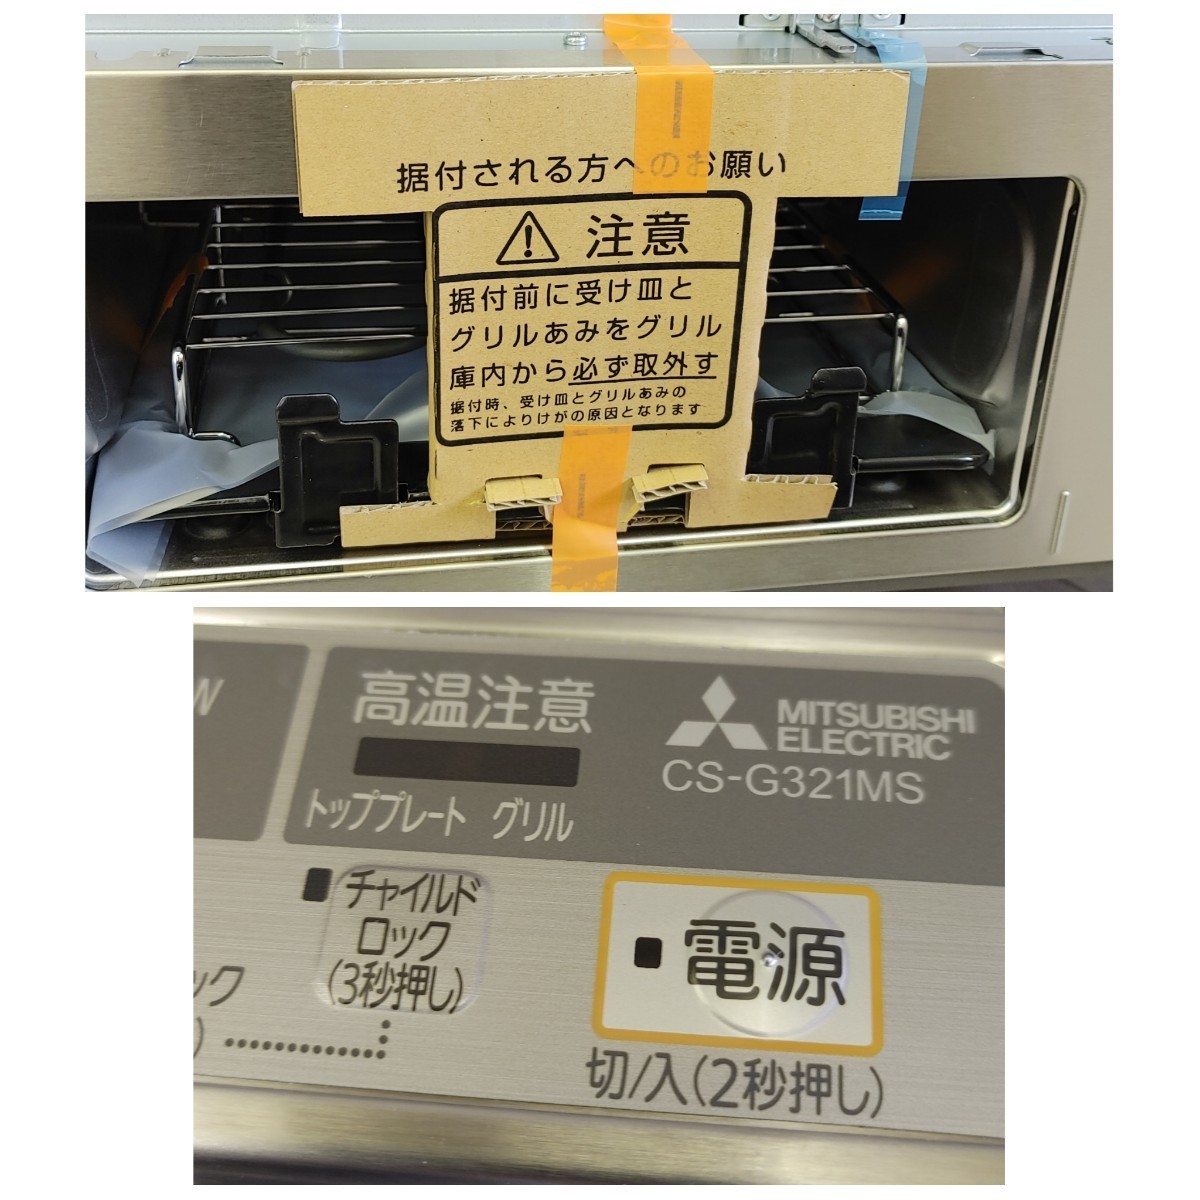 据付される方へのお願い
注意
据付前に受け皿と
グリルあみをグリル
庫内から必ず取外す
据付時、受け皿とグリルあみの
落下によりけがの原因となります
W
高温注意
トッププレート グリル
MITSUBISHI
ELECTRIC
CS-G321MS
チャイルド
ロック
(3秒押し)
ック
)
電源
切/入(2秒押し)